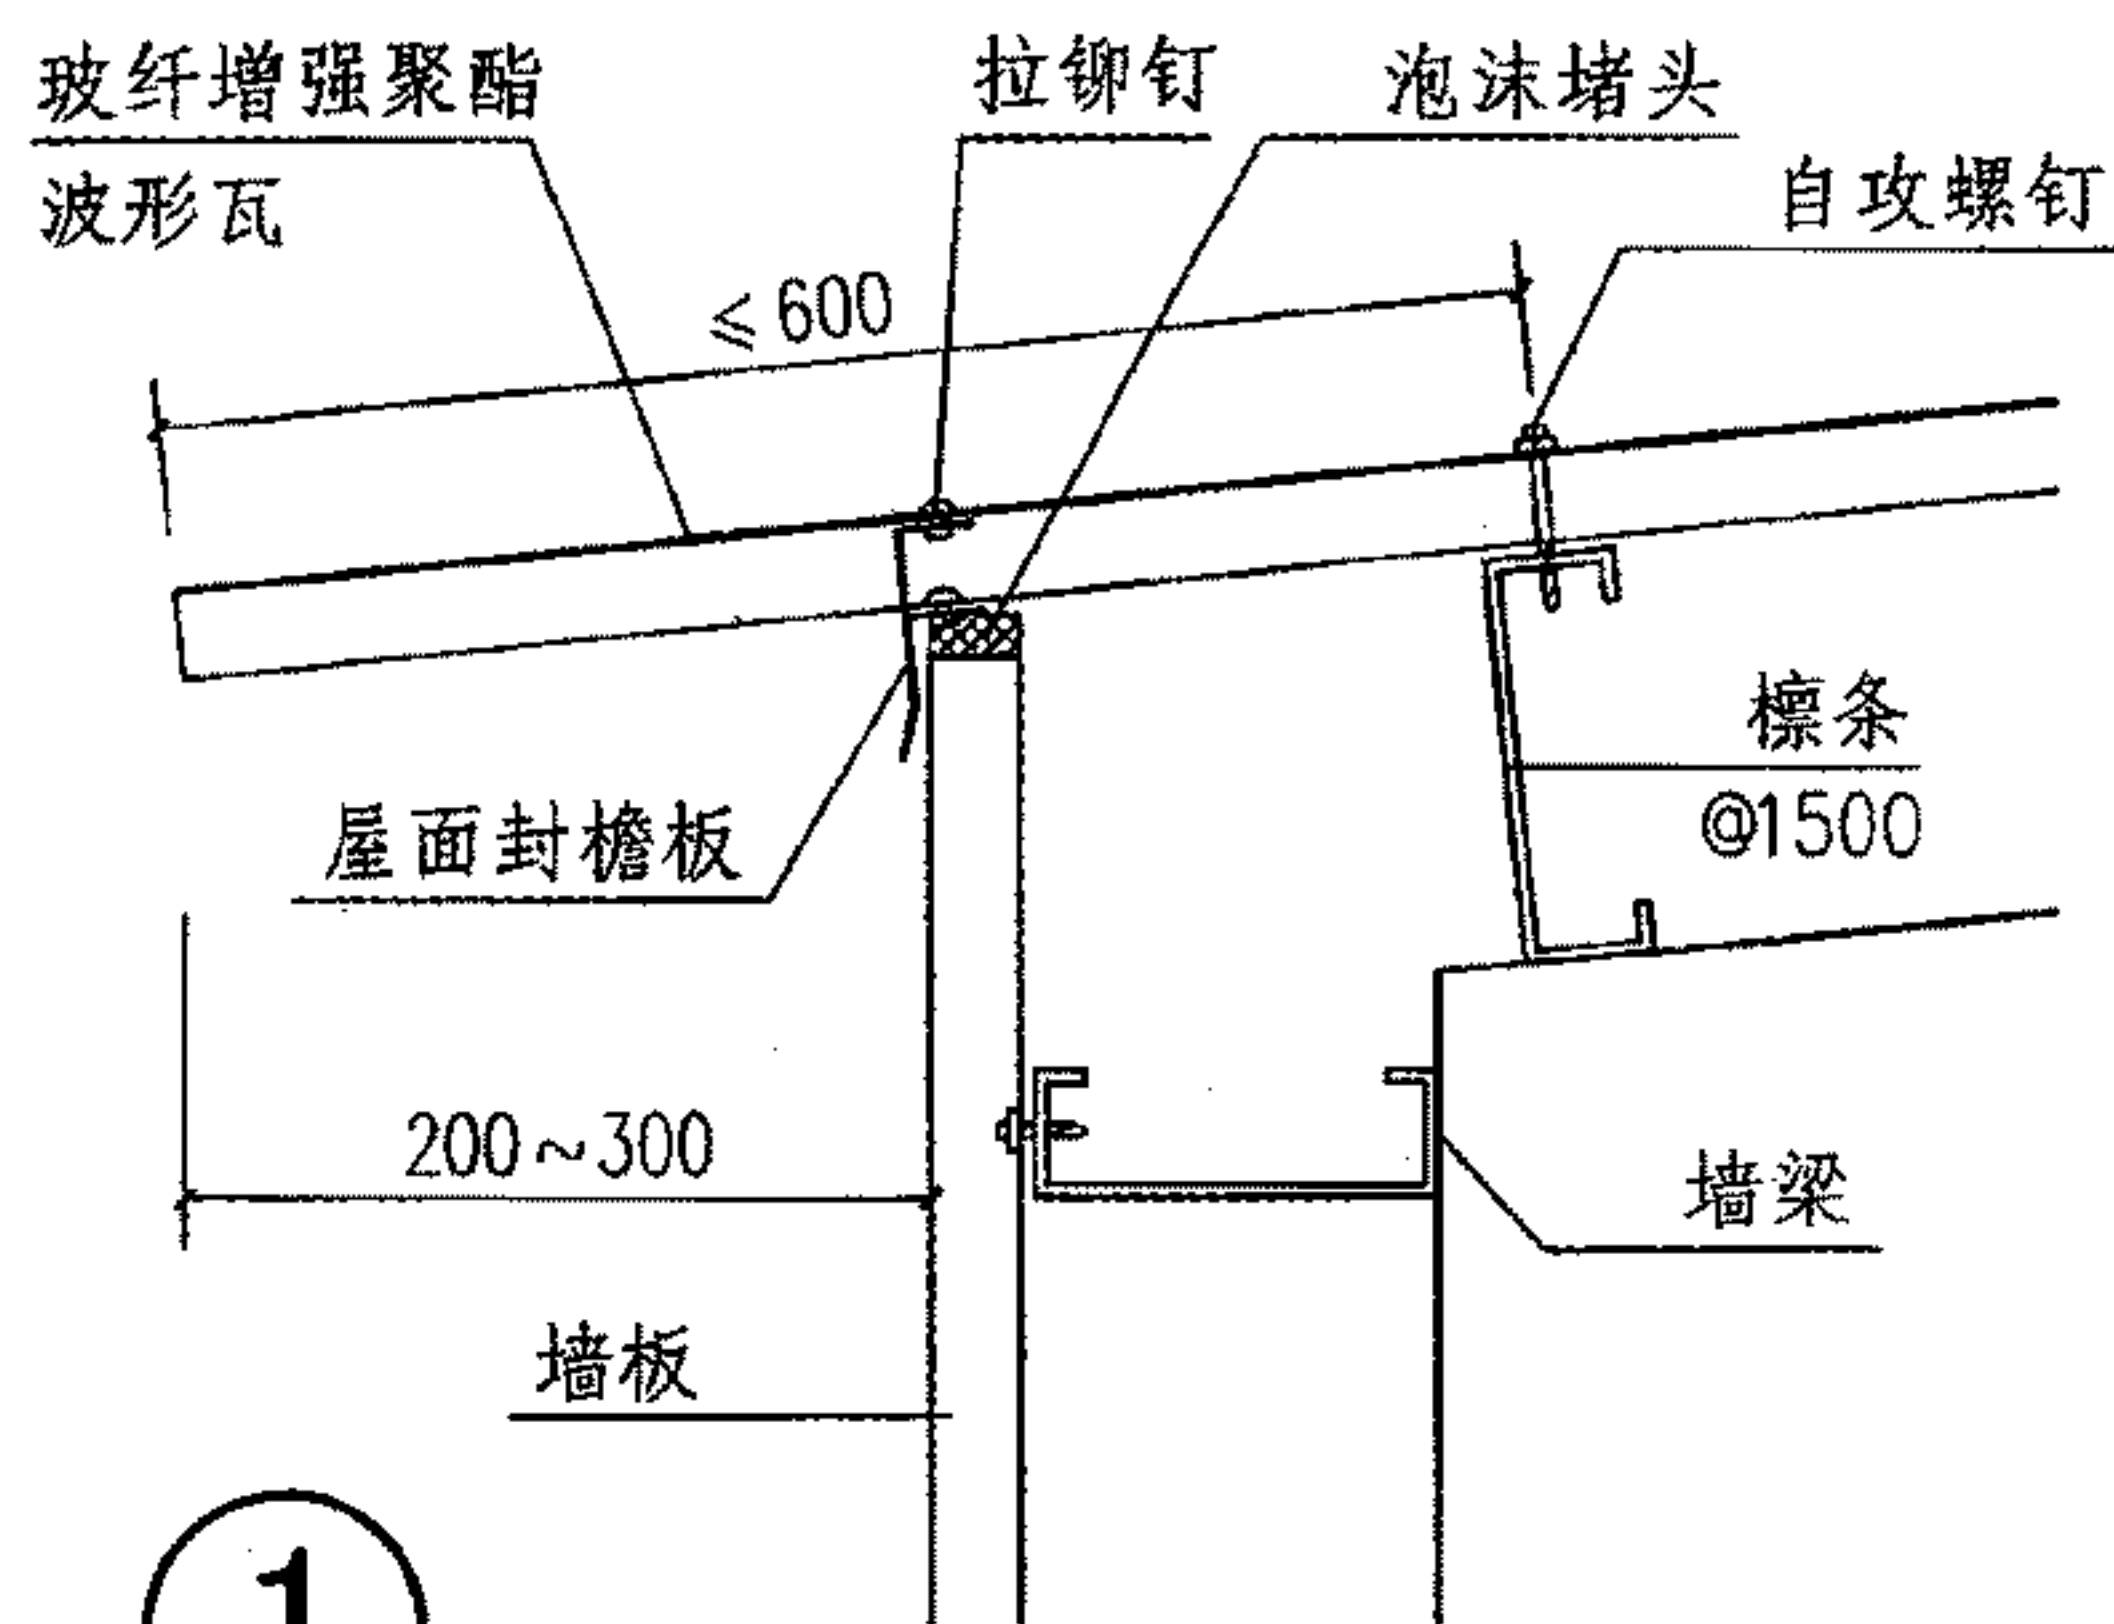 玻纤增强聚酯
波形瓦
拉铆钉
泡沫堵头
自攻螺钉
≤600
檩条
@1500
屋面封檐板
200~300
墙梁
墙板
1